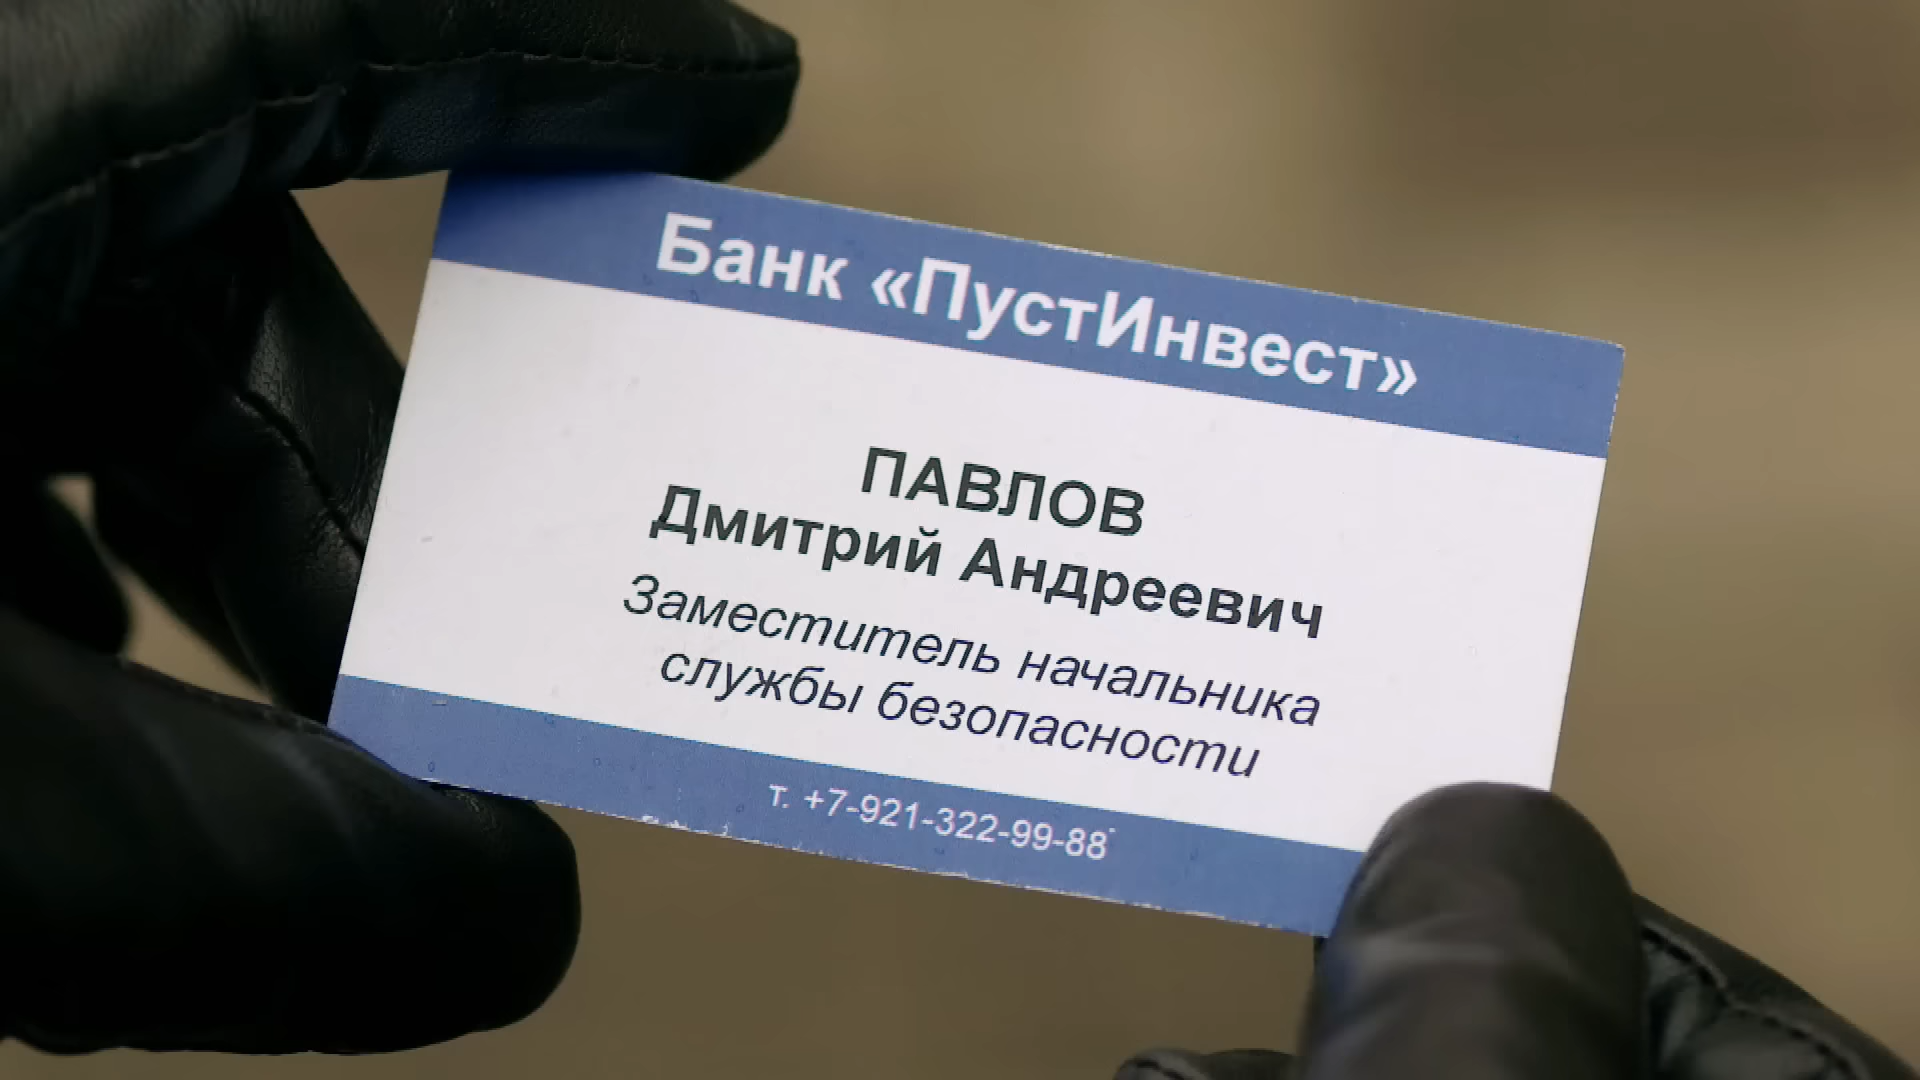 Банк «ПустИнвест»
ПАВЛОВ
Дмитрий Андреевич
Заместитель начальника
службы безопасности
т. +7-921-322-99-88